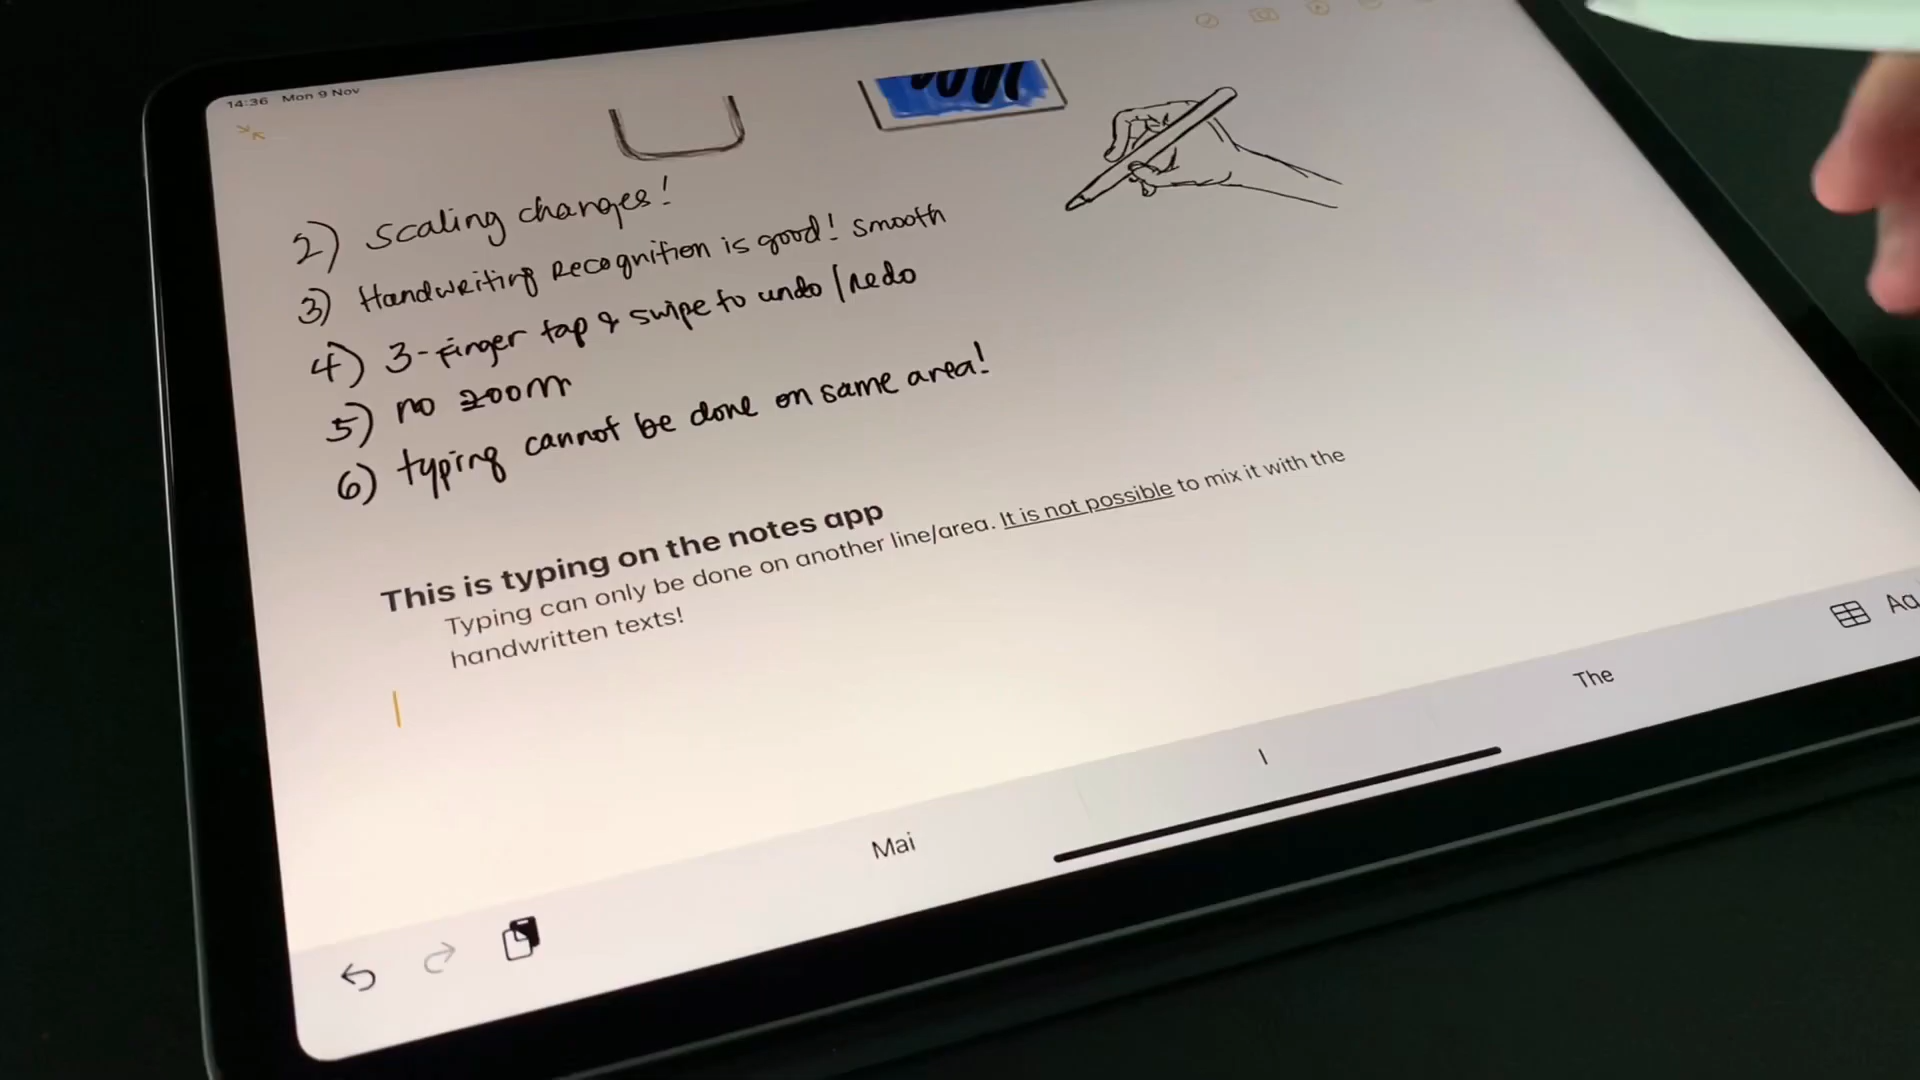 14:36 Mon 9 Nov
2) Scaling changes!
3) Handwriting Recognition is good! smooth
4) 3-finger tap & swipe to undo/redo
5) no zoom
6) typing cannot be done on same area!
This is typing on the notes app
Typing can only be done on another line/area. It is not possible to mix it with the
handwritten texts!
Mai I The
Aa